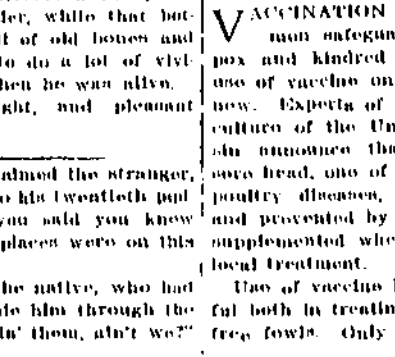 der, while that bot-
of old bones and
to do a lot of vivi-
hen he was alive.
ght, and pleasant
aimed the stranger,
o his twentieth
you said you know
places were on this
he native, who had
de him through the
in' them, ain't we?"
VACCINATION
mon safegua
pox and kindred
use of vaccine on
new. Experts of
culture of the Un
sin announce tha
sore head, one of
poultry diseases,
and prevented by
supplemented whe
local treatment.
Use of vaccine
ful both in treatin
free fowls. Only